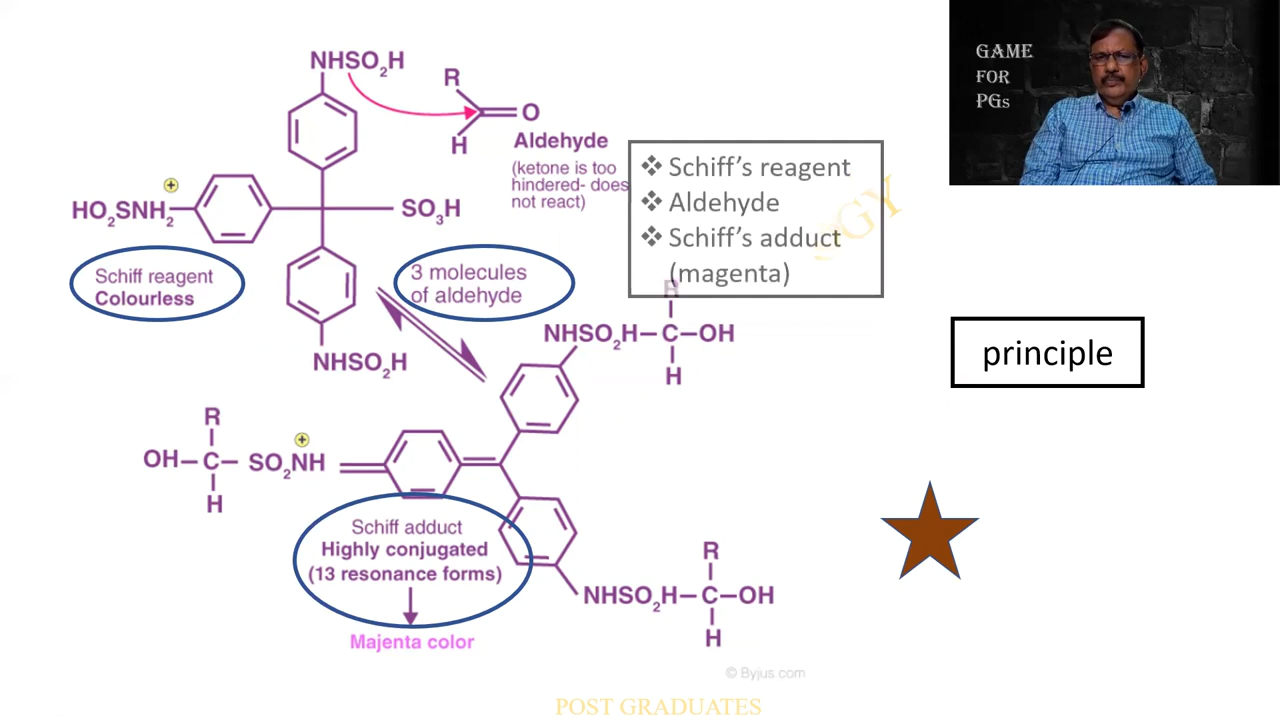 NHSO2H
R
O
H
Aldehyde
(ketone is too
hindered- does
not react)
HO2SNH2
+
SO3H
Schiff reagent
Colourless
3 molecules
of aldehyde
NHSO2H
❖ Schiff’s reagent
❖ Aldehyde
❖ Schiff’s adduct
(magenta)
PGY
GAME
FOR
PGs
principle
R
NHSO2H–C–OH
H
R
OH–C– SO2NH
+
H
Schiff adduct
Highly conjugated
(13 resonance forms)
Majenta color
R
NHSO2H–C–OH
H
© Byjus.com
POST GRADUATES